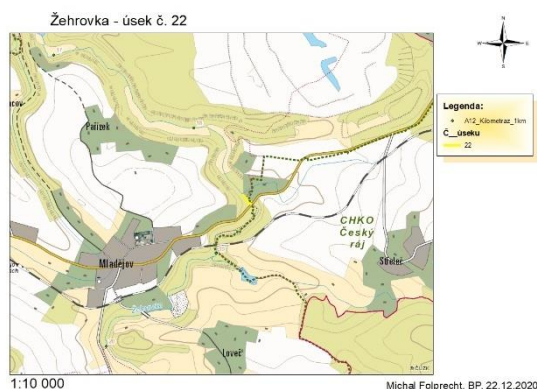 Žehrovka - úsek č. 22
N
W
E
S
Legenda:
A12_Kilometraz_1km
Č__úseku
22
Pařízek
CHKO
Český
ráj
Mladějov
Střeleč
Loveč
1:10 000
Michal Folprecht, BP, 22.12.2020